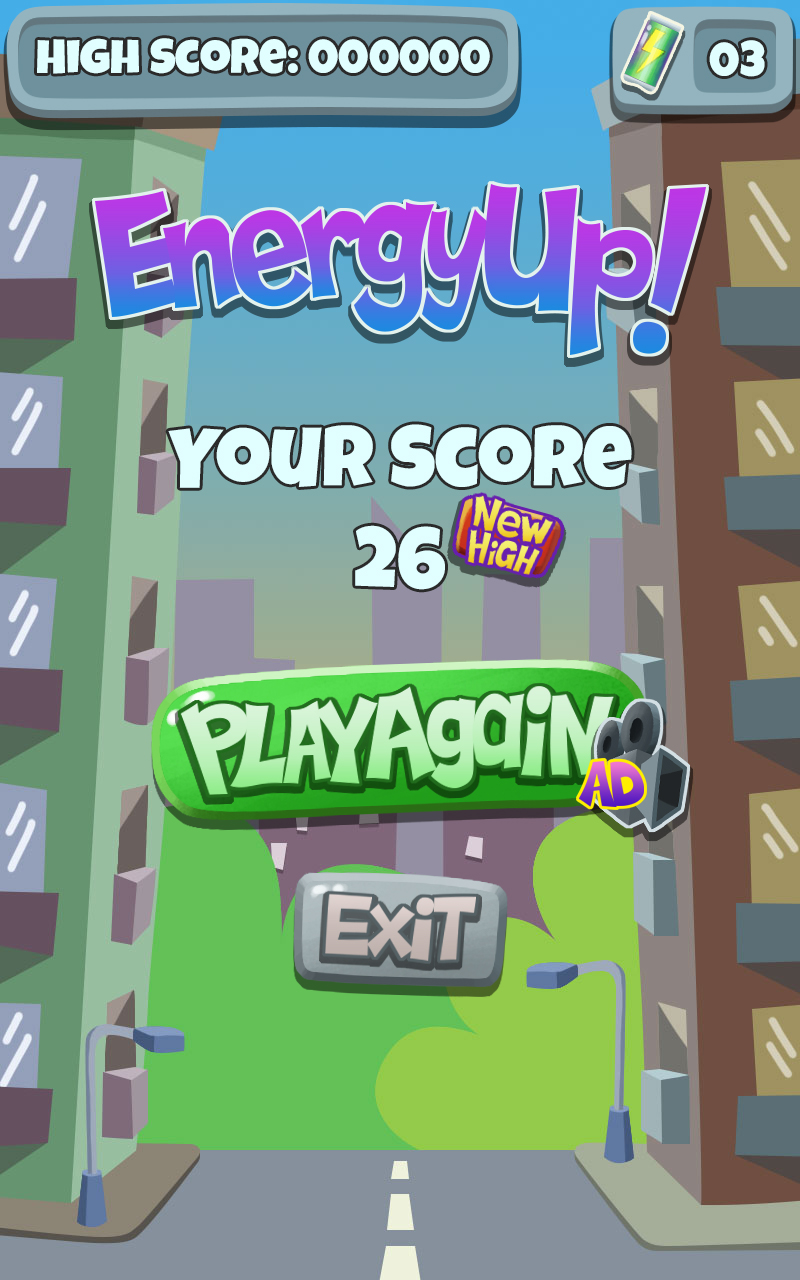 HIGH SCORE: 000000
03
EnergyUp!
YOUR SCORE
26
New
HiGH
PLAYAgaiN
AD
EXiT